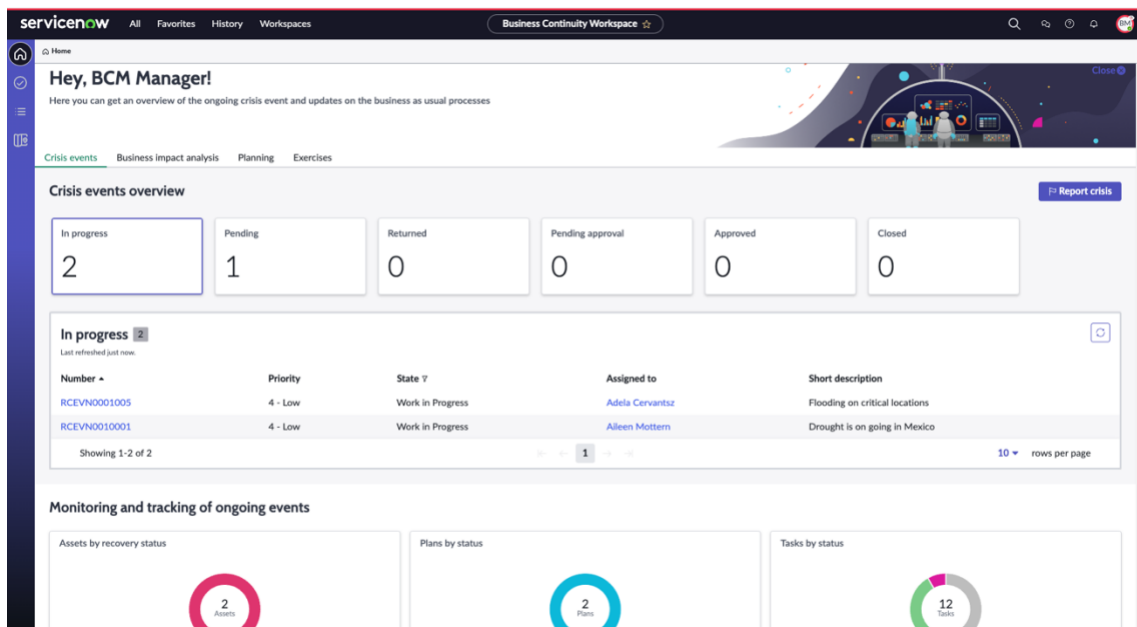 servicenow All Favorites History Workspaces Business Continuity Workspace BM
Home
Hey, BCM Manager!
Close
Here you can get an overview of the ongoing crisis event and updates on the business as usual processes
Crisis events Business impact analysis Planning Exercises
Crisis events overview
Report crisis
In progress Pending Returned Pending approval Approved Closed
2 1 0 0 0 0
In progress 2
Last refreshed just now.
Number Priority State Assigned to Short description
RCEVN0001005 4 - Low Work in Progress Adela Cervantsz Flooding on critical locations
RCEVN0010001 4 - Low Work in Progress Aileen Mottern Drought is on going in Mexico
Showing 1-2 of 2 1 10 rows per page
Monitoring and tracking of ongoing events
Assets by recovery status Plans by status Tasks by status
2 2 12
Assets Plans Tasks